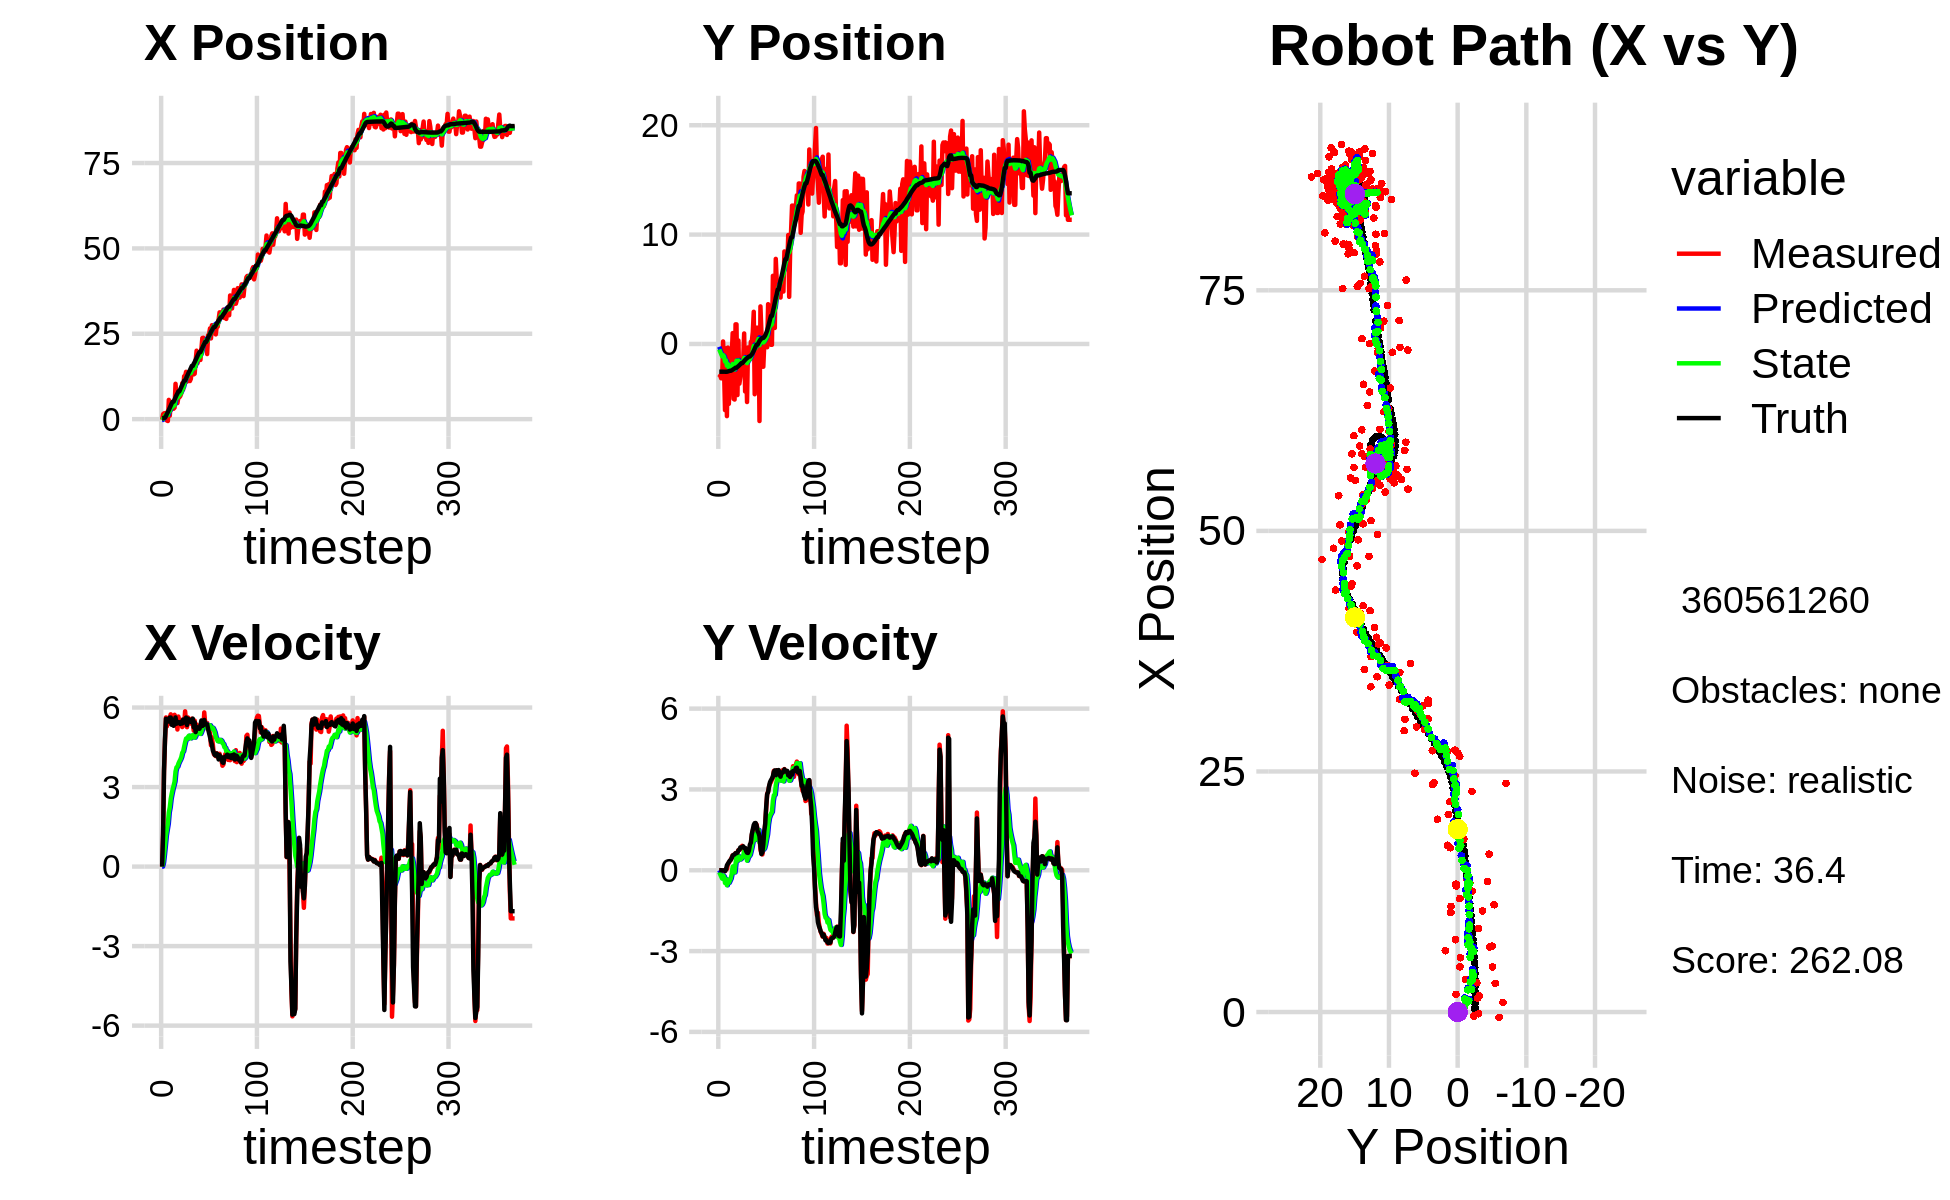 X Position
75
50
25
0
0
100
200
300
timestep
Y Position
20
10
0
0
100
200
300
timestep
X Velocity
6
3
0
-3
-6
0
100
200
300
timestep
Y Velocity
6
3
0
-3
-6
0
100
200
300
timestep
Robot Path (X vs Y)
X Position
75
50
25
0
20 10 0 -10 -20
Y Position
variable
Measured
Predicted
State
Truth
360561260
Obstacles: none
Noise: realistic
Time: 36.4
Score: 262.08